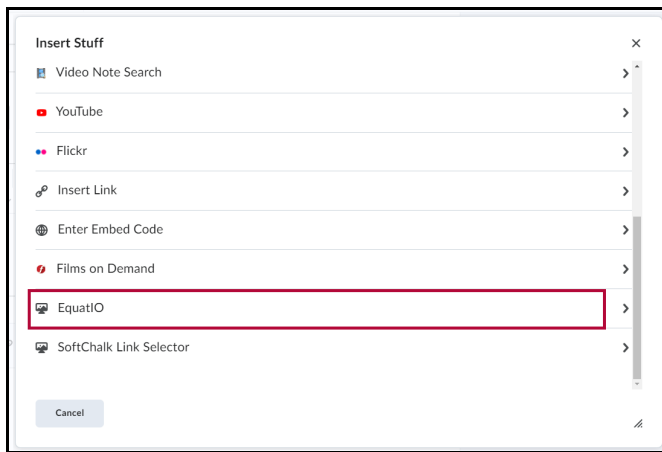 Insert Stuff
Video Note Search
YouTube
Flickr
Insert Link
Enter Embed Code
Films on Demand
EquatIO
SoftChalk Link Selector
Cancel